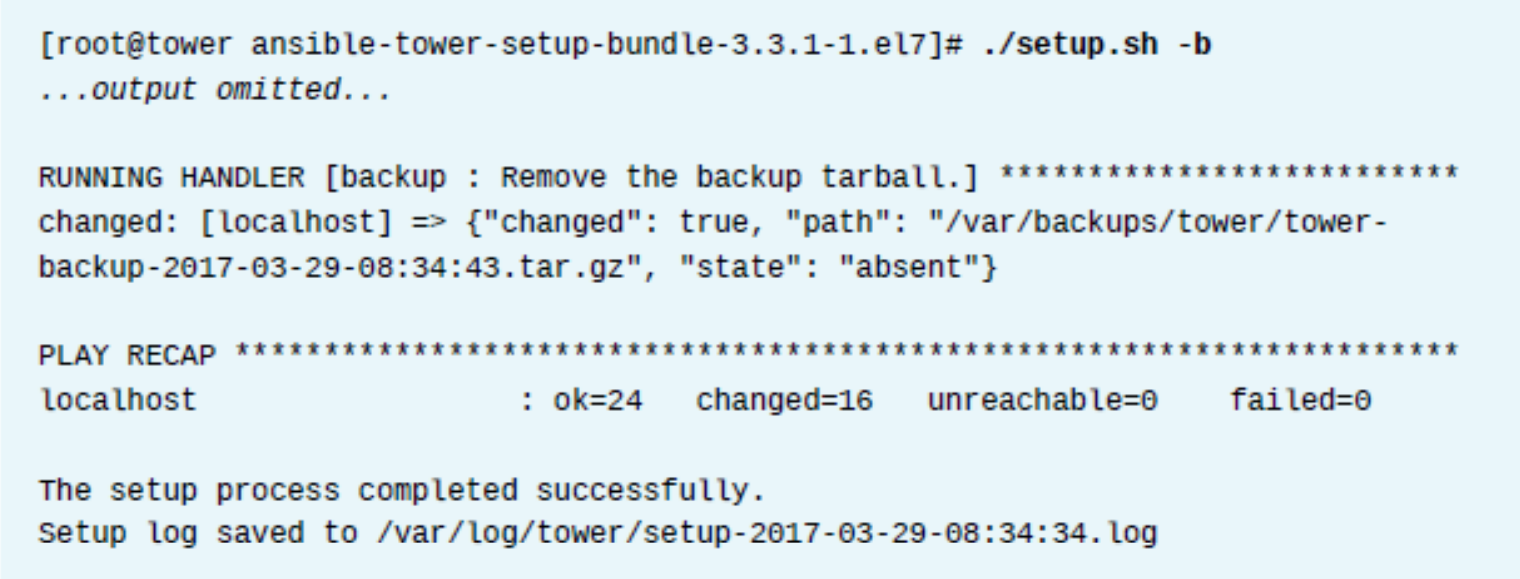 [root@tower ansible-tower-setup-bundle-3.3.1-1.el7]# ./setup.sh -b
...output omitted...
RUNNING HANDLER [backup : Remove the backup tarball.] **************************
changed: [localhost] => {"changed": true, "path": "/var/backups/tower/tower-
backup-2017-03-29-08:34:43.tar.gz", "state": "absent"}
PLAY RECAP *********************************************************************
localhost                  : ok=24   changed=16   unreachable=0    failed=0
The setup process completed successfully.
Setup log saved to /var/log/tower/setup-2017-03-29-08:34:34.log